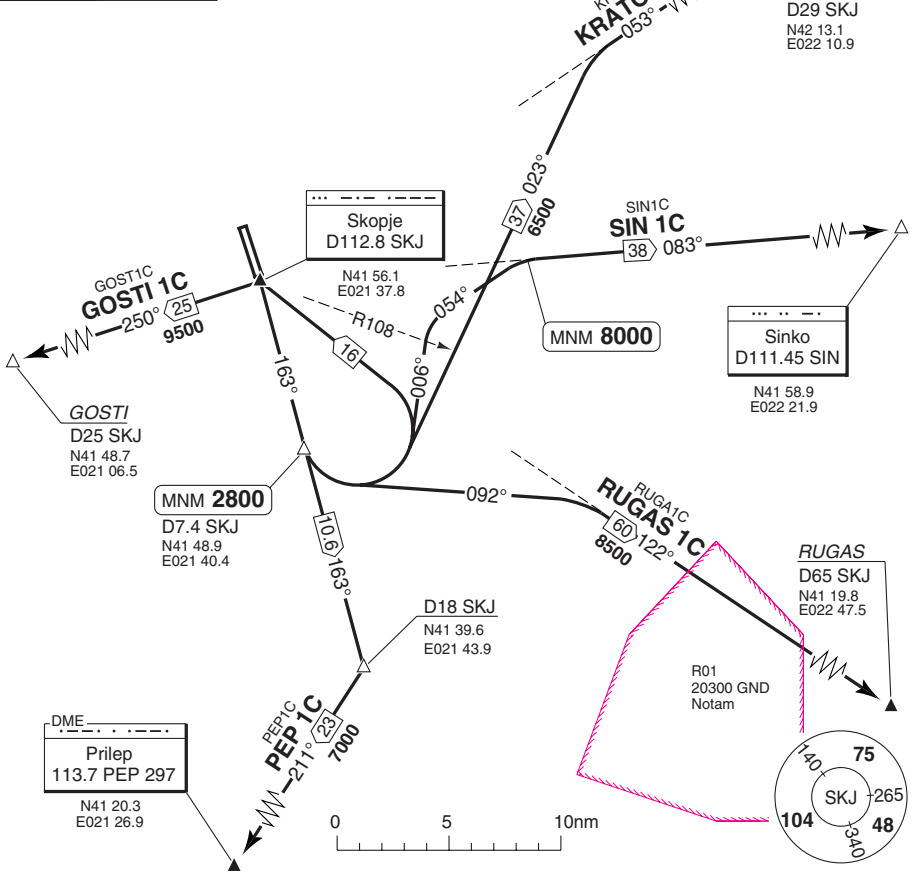 D29 SKJ
N42 13.1
E022 10.9
053°
023°
37
6500
Skopje
D112.8 SKJ
N41 56.1
E021 37.8
SIN1C
SIN 1C
38
083°
GOST1C
GOSTI 1C
250°
25
9500
R108
054°
MNM 8000
Sinko
D111.45 SIN
N41 58.9
E022 21.9
16
006°
163°
GOSTI
D25 SKJ
N41 48.7
E021 06.5
MNM 2800
D7.4 SKJ
N41 48.9
E021 40.4
092°
RUGA1C
RUGAS 1C
60
122°
8500
10.6
163°
RUGAS
D65 SKJ
N41 19.8
E022 47.5
D18 SKJ
N41 39.6
E021 43.9
R01
20300 GND
Notam
PEP1C
PEP 1C
211°
23
7000
DME
Prilep
113.7 PEP 297
N41 20.3
E021 26.9
0 5 10nm
140
75
SKJ
265
104
48
340